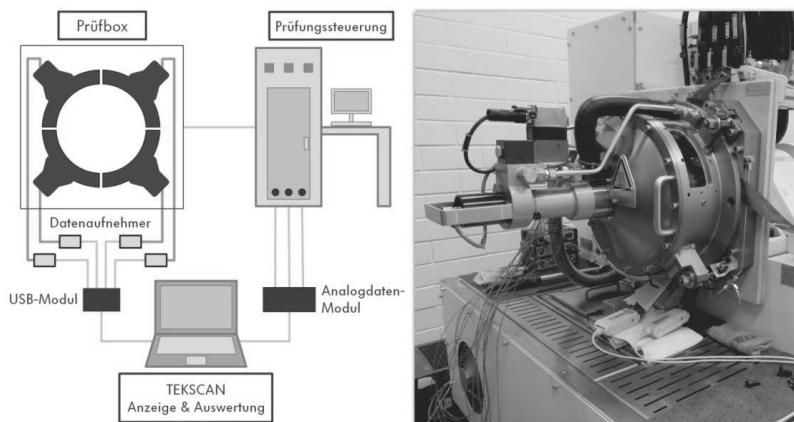 Prüfbox
Prüfungssteuerung
Datenaufnehmer
USB-Modul
Analogdaten-
Modul
TEKSCAN
Anzeige & Auswertung